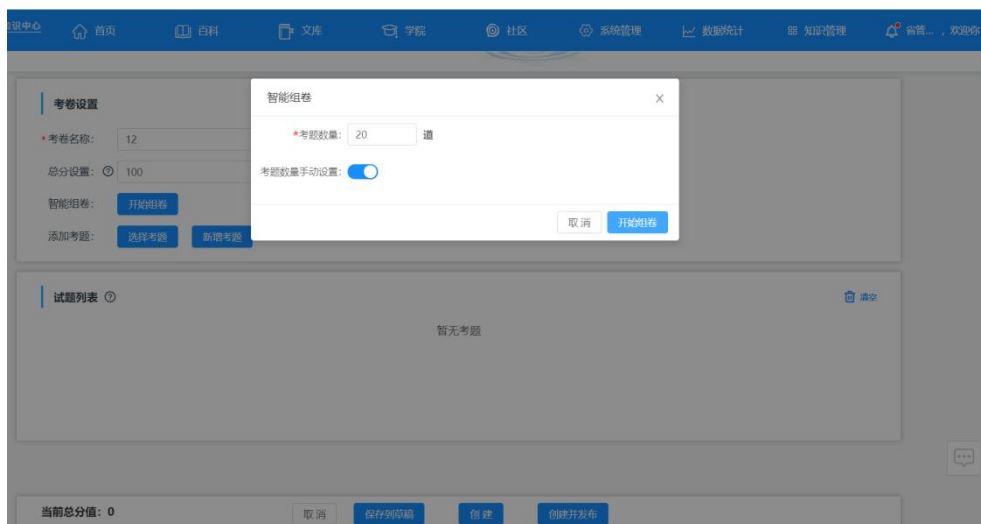 首页 百科 文库 学院 社区 系统管理 数据统计 知识管理 省管... , 欢迎你
考卷设置
*考卷名称: 12
总分设置: 100
智能组卷: 开始组卷
添加考题: 选择考题 新增考题
智能组卷
*考题数量: 20 道
考题数量手动设置:
取消 开始组卷
试题列表
清空
暂无考题
当前总分值: 0 取消 保存到草稿 创建 创建并发布